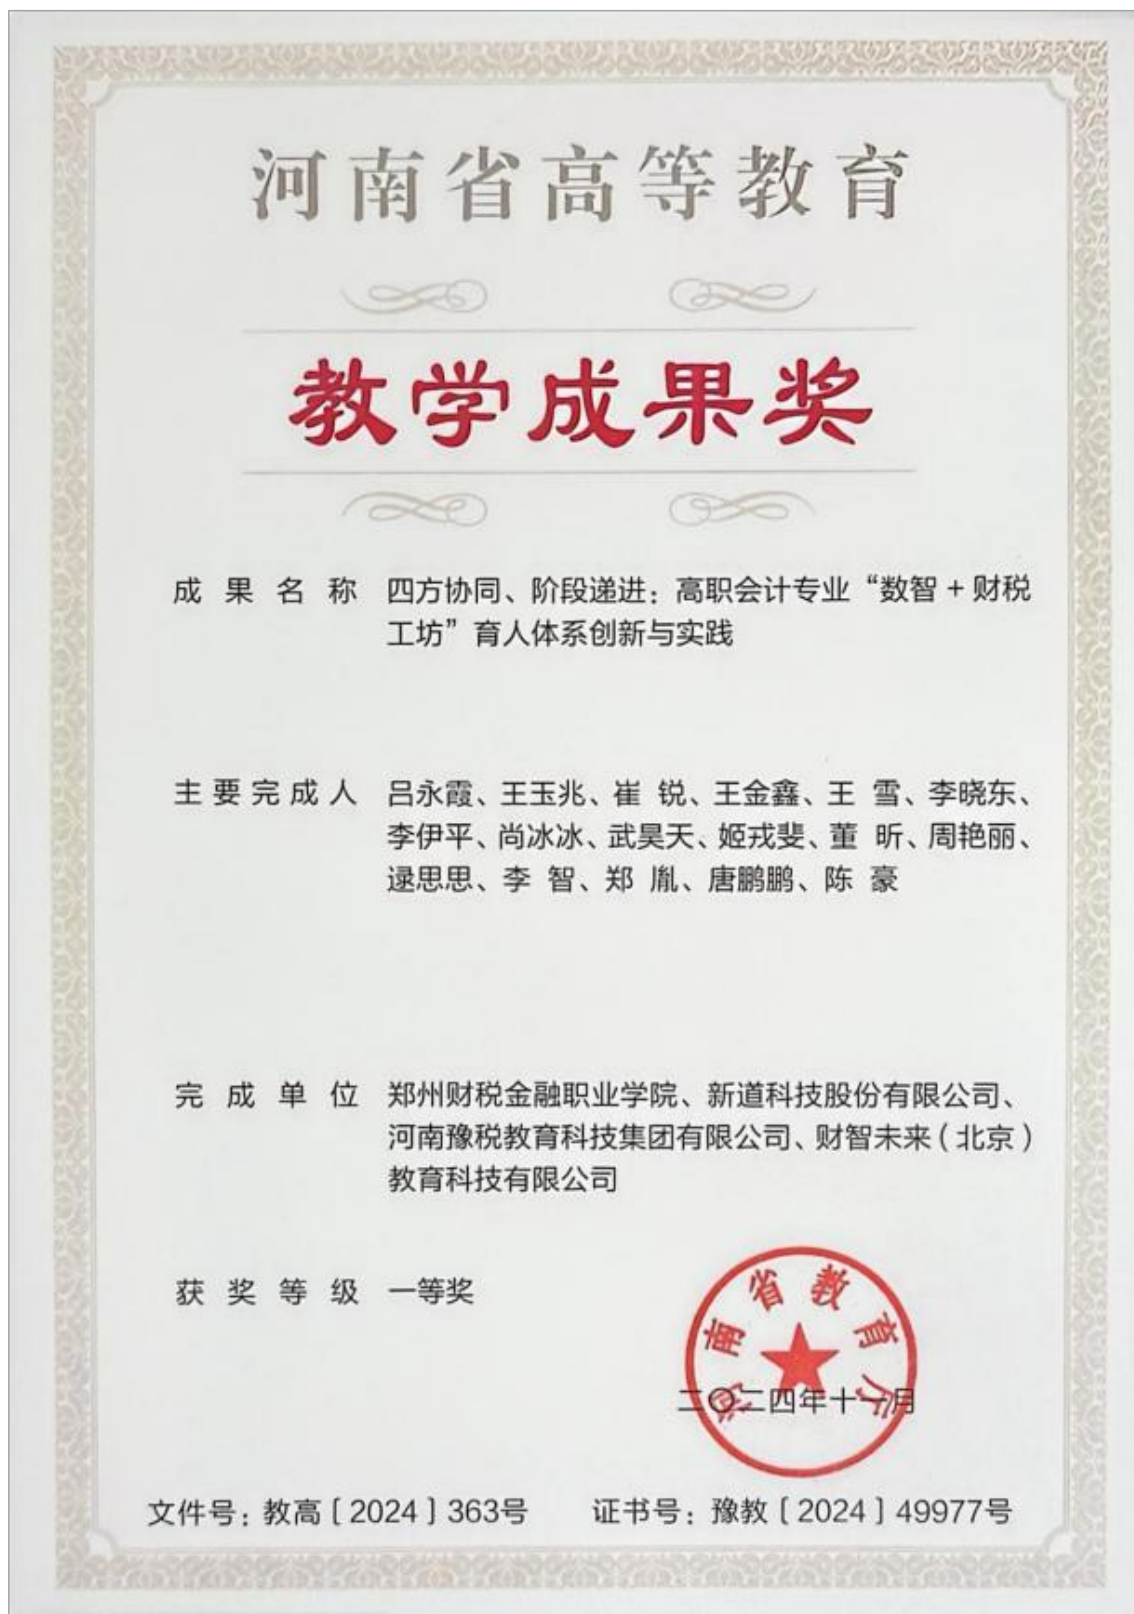 河南省高等教育
教学成果奖
成果名称 四方协同、阶段递进：高职会计专业“数智+财税
工坊”育人体系创新与实践
主要完成人 吕永霞、王玉兆、崔 锐、王金鑫、王 雪、李晓东、
李伊平、尚冰冰、武昊天、姬戎斐、董 昕、周艳丽、
逯思思、李 智、郑 胤、唐鹏鹏、陈 豪
完成单位 郑州财税金融职业学院、新道科技股份有限公司、
河南豫税教育科技集团有限公司、财智未来（北京）
教育科技有限公司
获奖等级 一等奖
河南省教育厅
二〇二四年十一月
文件号：教高〔2024〕363号 证书号：豫教〔2024〕49977号